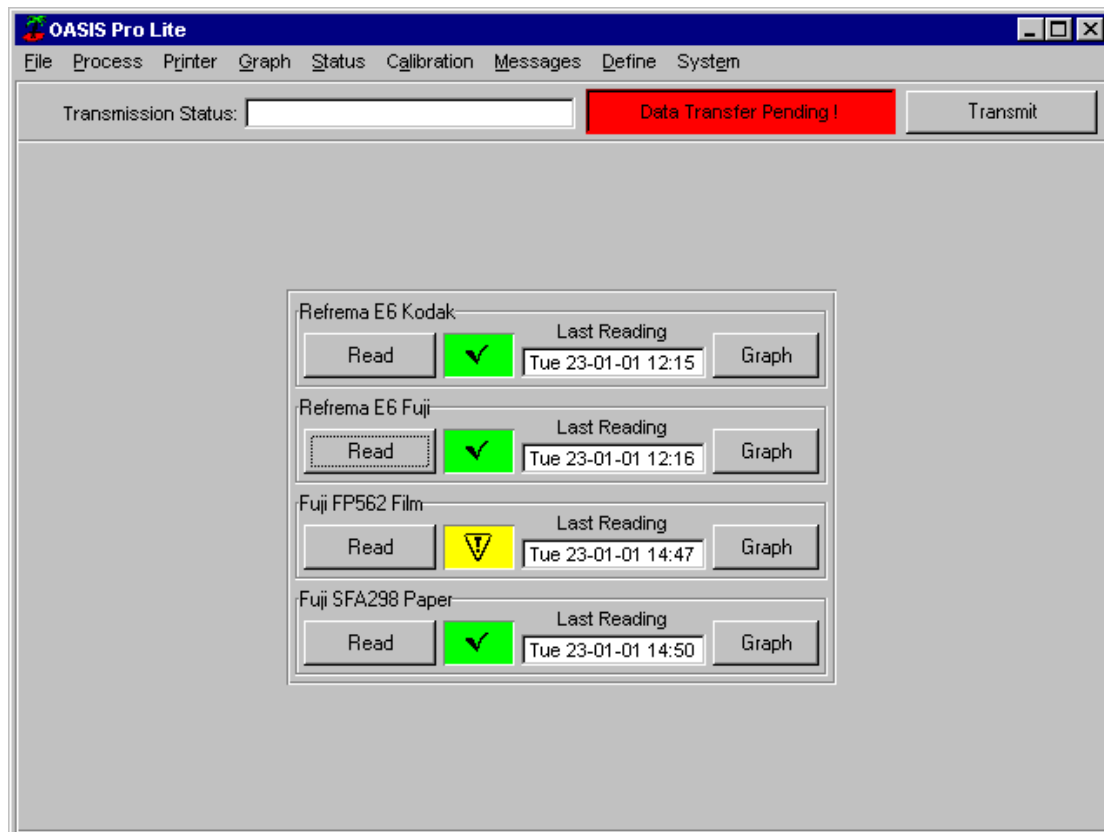 OASIS Pro Lite
File Process Printer Graph Status Calibration Messages Define System
Transmission Status: Data Transfer Pending ! Transmit
Refrema E6 Kodak
Last Reading
Read Tue 23-01-01 12:15 Graph
Refrema E6 Fuji
Last Reading
Read Tue 23-01-01 12:16 Graph
Fuji FP562 Film
Last Reading
Read Tue 23-01-01 14:47 Graph
Fuji SFA298 Paper
Last Reading
Read Tue 23-01-01 14:50 Graph